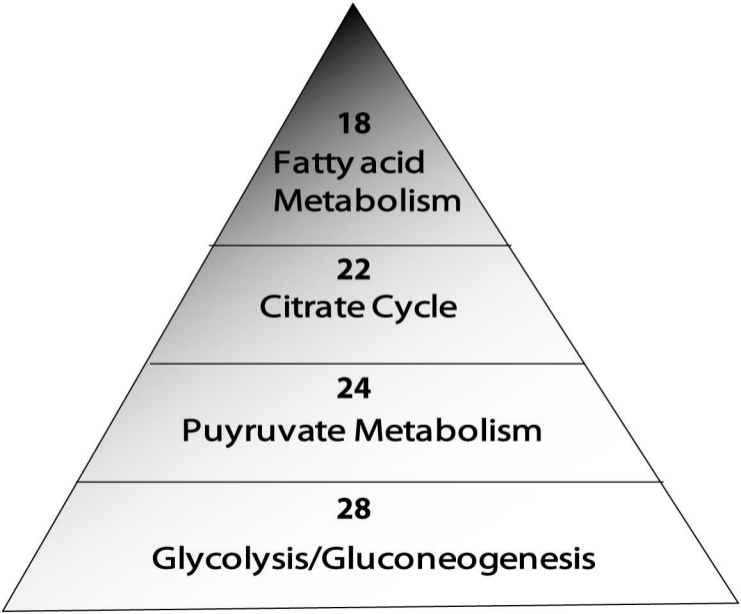 18
Fatty acid
Metabolism
22
Citrate Cycle
24
Puyruvate Metabolism
28
Glycolysis/Gluconeogenesis